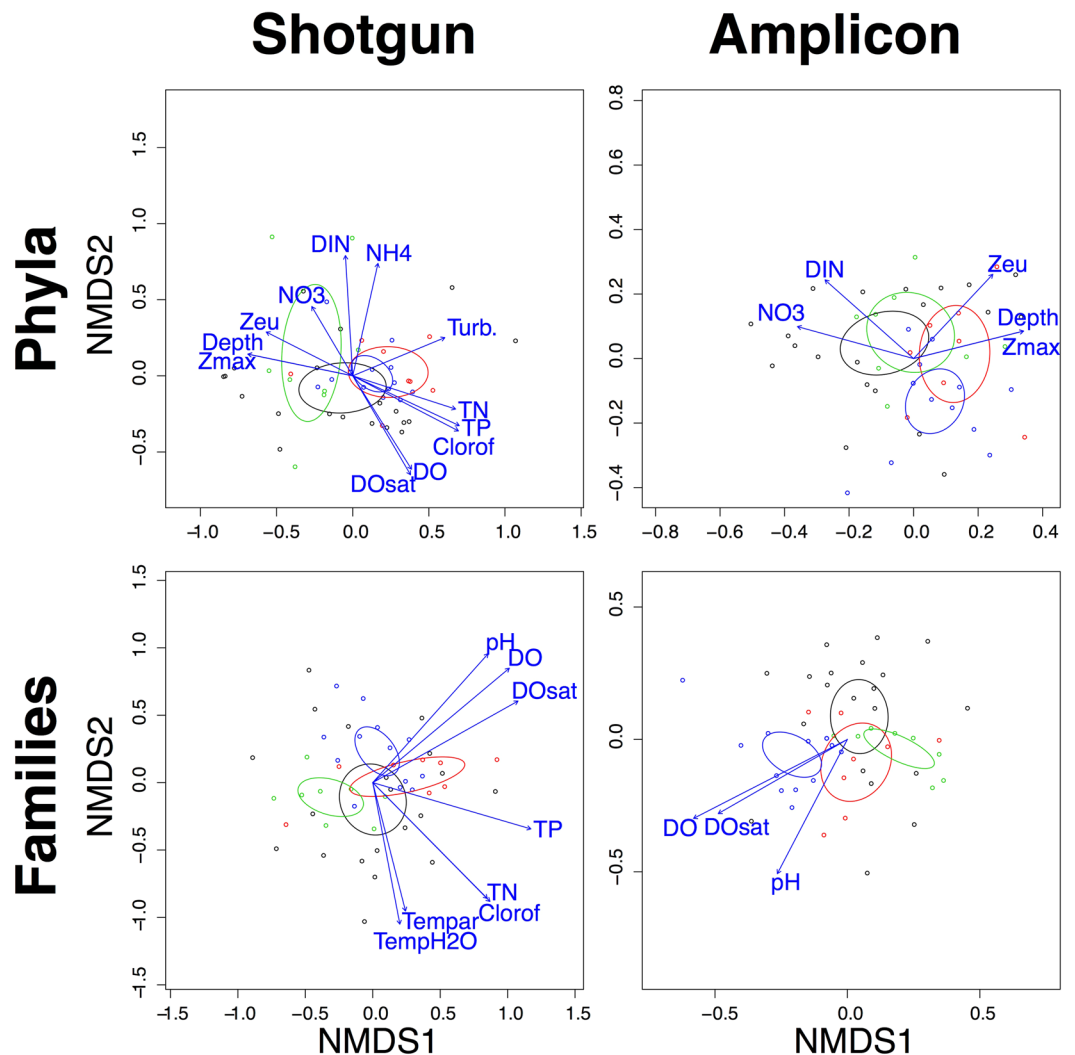 Shotgun
Amplicon
Phyla
NMDS2
1.5
1.0
0.5
0.0
−0.5
DIN
NH4
NO3
Zeu
Depth
Zmax
Turb.
TN
TP
Clorof
DO
DOsat
−1.0
−0.5
0.0
0.5
1.0
1.5
0.8
0.6
0.4
0.2
0.0
−0.2
−0.4
DIN
NO3
Zeu
Depth
Zmax
−0.8
−0.6
−0.4
−0.2
0.0
0.2
0.4
Families
NMDS2
1.5
1.0
0.5
0.0
−0.5
−1.0
−1.5
pH
DO
DOsat
TP
TN
Clorof
Tempar
TempH2O
−1.5
−1.0
−0.5
0.0
0.5
1.0
1.5
NMDS1
0.5
0.0
−0.5
DO
DOsat
pH
−0.5
0.0
0.5
NMDS1